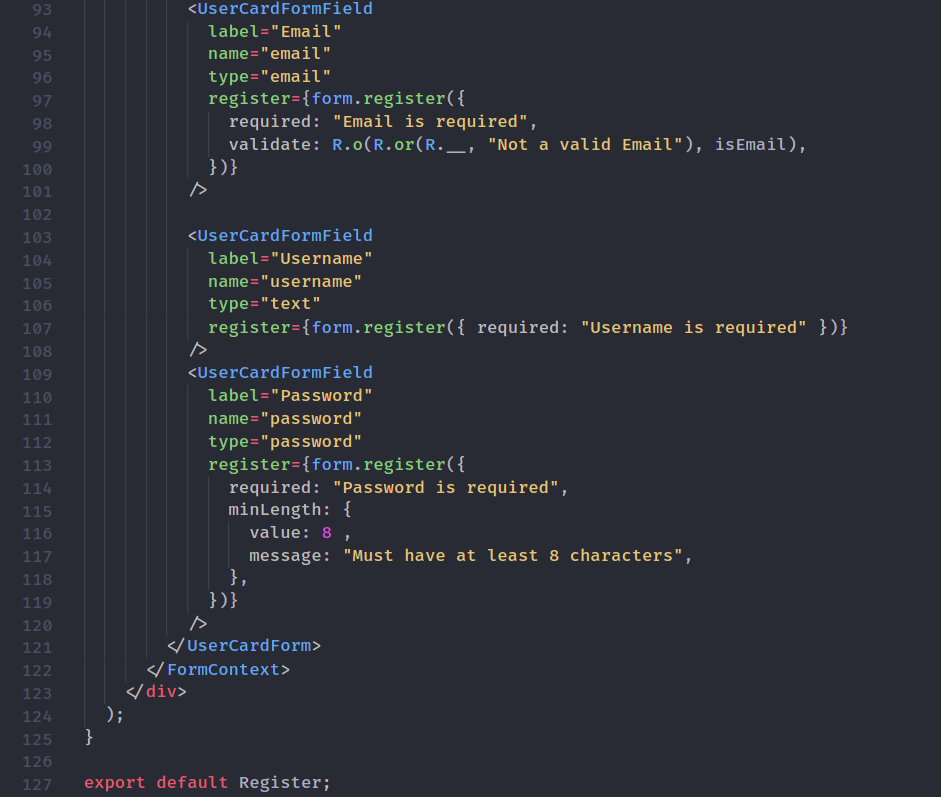 93 <UserCardFormField
94 label="Email"
95 name="email"
96 type="email"
97 register={form.register({
98 required: "Email is required",
99 validate: R.o(R.or(R.__, "Not a valid Email"), isEmail),
100 })}
101 />
102
103 <UserCardFormField
104 label="Username"
105 name="username"
106 type="text"
107 register={form.register({ required: "Username is required" })}
108 />
109 <UserCardFormField
110 label="Password"
111 name="password"
112 type="password"
113 register={form.register({
114 required: "Password is required",
115 minLength: {
116 value: 8 ,
117 message: "Must have at least 8 characters",
118 },
119 })}
120 />
121 </UserCardForm>
122 </FormContext>
123 </div>
124 );
125 }
126
127 export default Register;